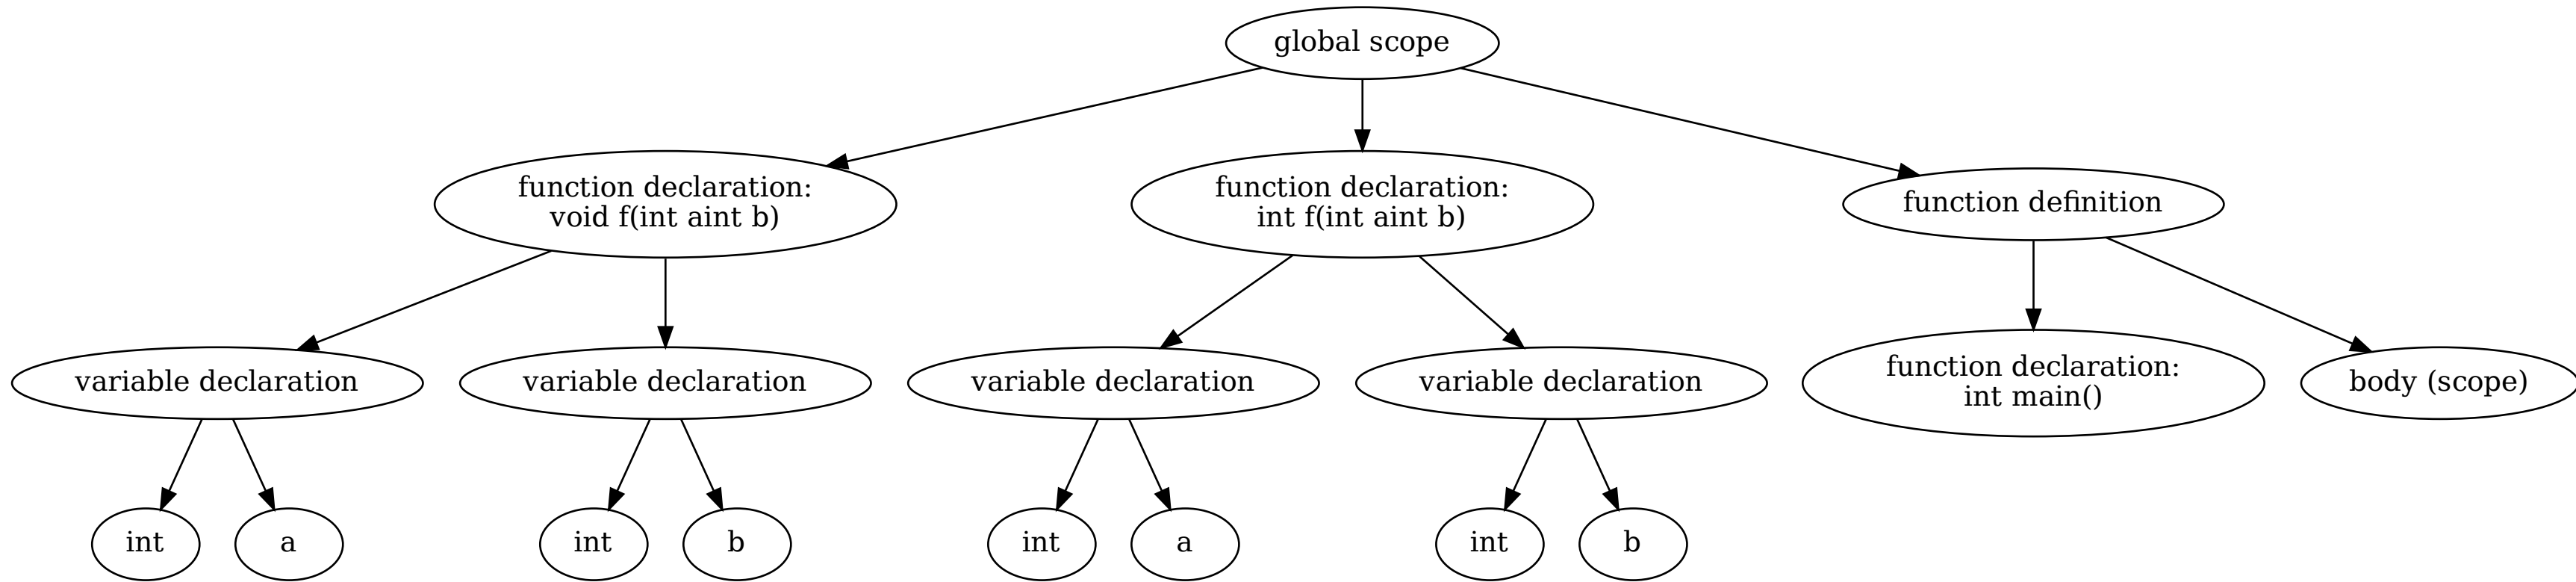 global scope
function declaration:
void f(int aint b)
function declaration:
int f(int aint b)
function definition
variable declaration
variable declaration
variable declaration
variable declaration
function declaration:
int main()
body (scope)
int
a
int
b
int
a
int
b